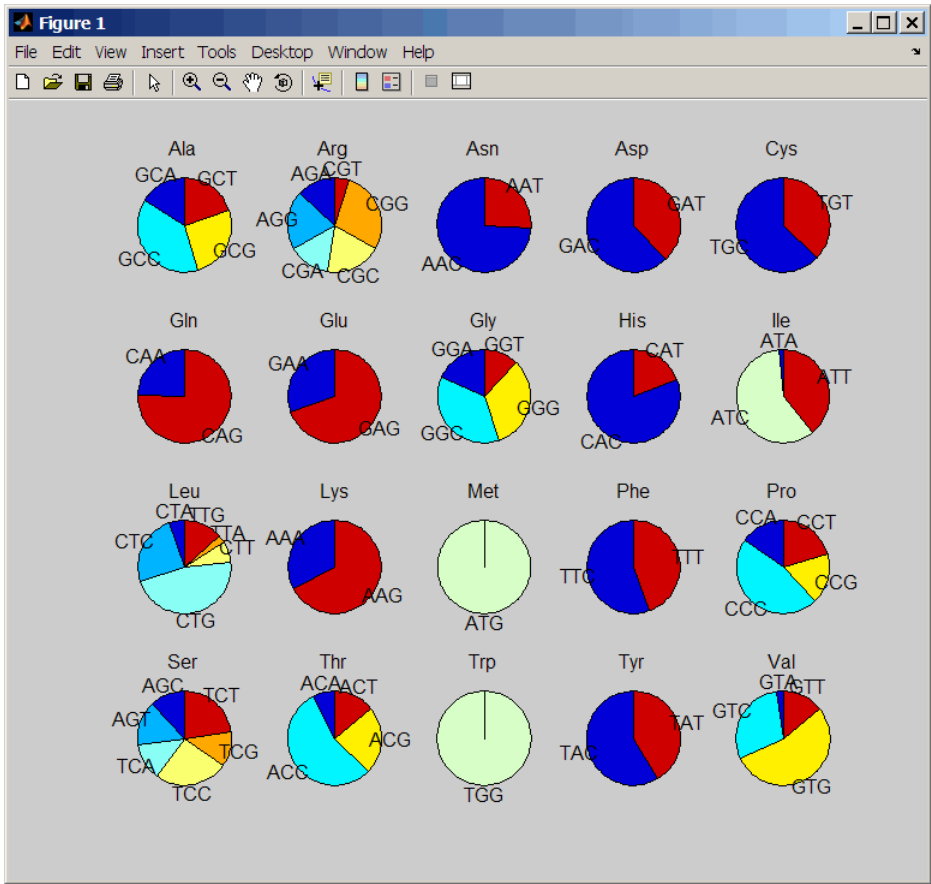 Figure 1
File Edit View Insert Tools Desktop Window Help
Ala Arg Asn Asp Cys
GCA GCT GCC GCG
AGA CGT AGG CGG CGA CGC
AAT AAC
GAT GAC
TGT TGC
Gln Glu Gly His Ile
CAA CAG
GAA GAG
GGA GGT GGC GGG
CAT CAC
ATA ATT ATC
Leu Lys Met Phe Pro
CTA TTG TTA CTT CTC CTG
AAA AAG
ATG
TTC TTT
CCA CCT CCG CCC
Ser Thr Trp Tyr Val
AGC TCT AGT TCG TCA TCC
ACA ACT ACG ACC
TGG
TAT TAC
GTA GTT GTC GTG